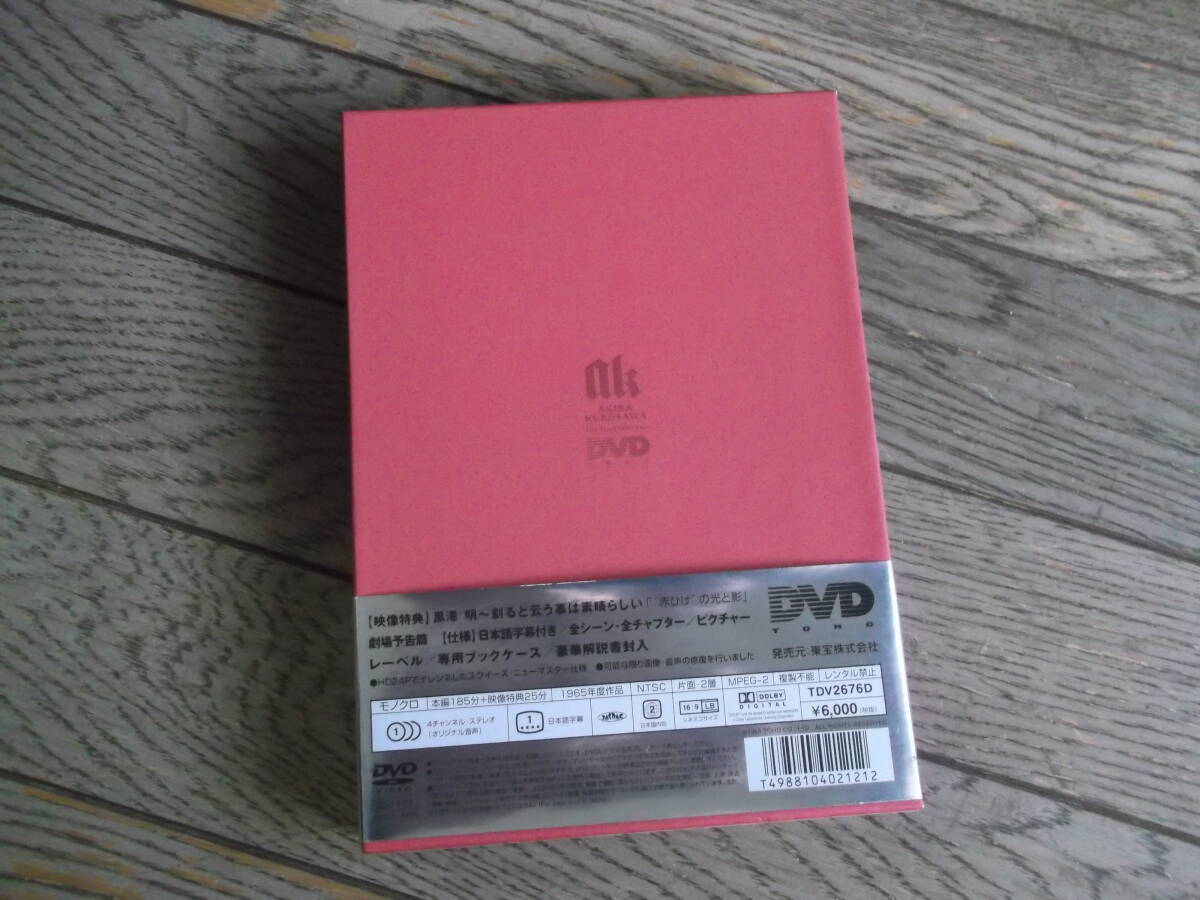 Ak
AKIRA
KUROSAWA
DVD
【映像特典】黒澤 明〜創ると云う事は素晴らしい「"赤ひげ"の光と影」
劇場予告篇 【仕様】日本語字幕付き/全シーン・全チャプター/ピクチャー
レーベル/専用ブックケース/豪華解説書封入
●HD24Pでテレシネしたスクイーズ・ニューマスター仕様 ●可能な限り画像・音声の修復を行いました
DVD
TOHO
発売元:東宝株式会社
モノクロ 本編185分+映像特典25分 1965年度作品 NTSC 片面・2層 MPEG-2 複製不能 レンタル禁止
1 4チャンネル・ステレオ
(オリジナル音声)
1 日本語字幕
2
日本国内向
16:9 LB
シネスコサイズ
DOLBY
DIGITAL
TDV2676D
¥6,000(税抜)
DVD
VIDEO
T4988104021212